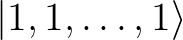 |1, 1, . . . , 1⟩